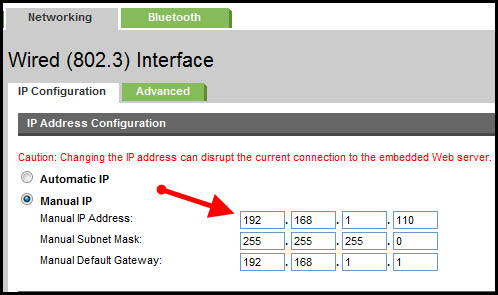 Networking Bluetooth
Wired (802.3) Interface
IP Configuration Advanced
IP Address Configuration
Caution: Changing the IP address can disrupt the current connection to the embedded Web server.
Automatic IP
Manual IP
Manual IP Address: 192 . 168 . 1 . 110
Manual Subnet Mask: 255 . 255 . 255 . 0
Manual Default Gateway: 192 . 168 . 1 . 1